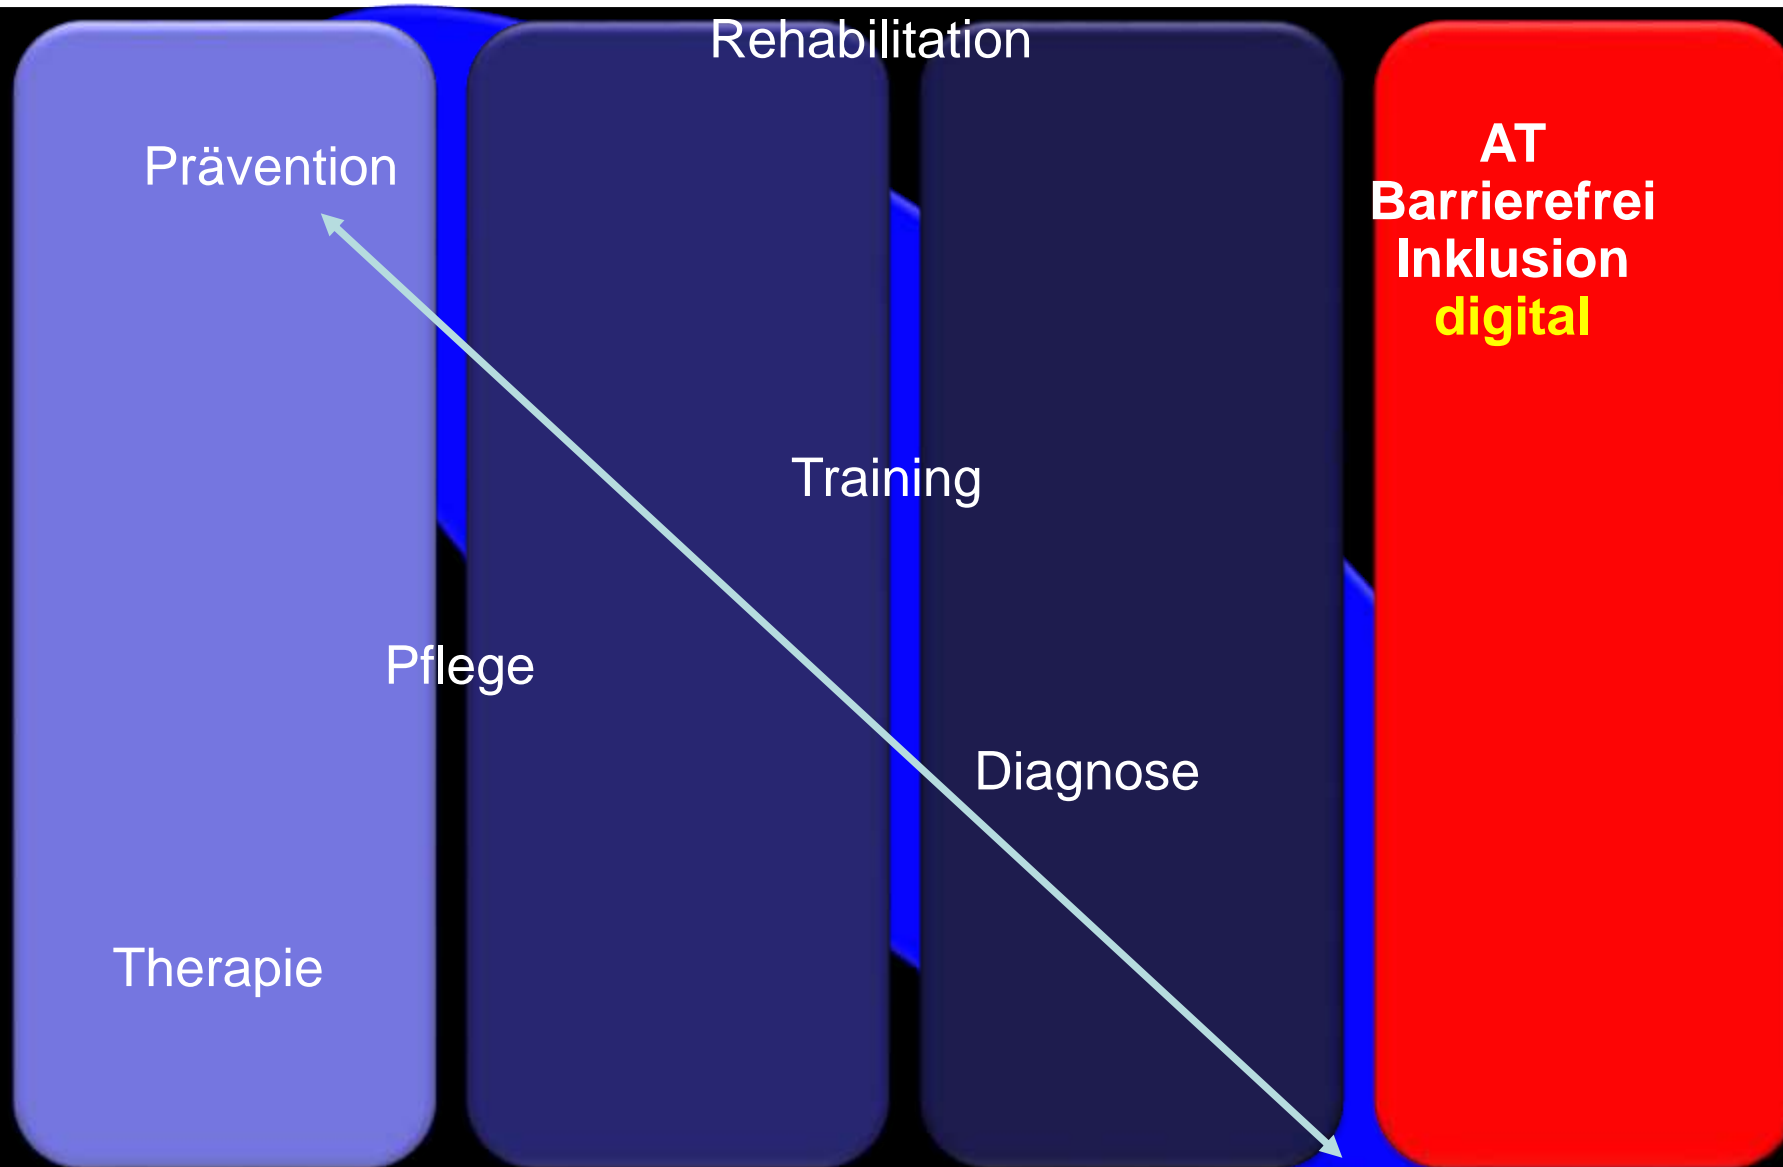 Rehabilitation
Prävention
AT
Barrierefrei
Inklusion
digital
Training
Pflege
Diagnose
Therapie